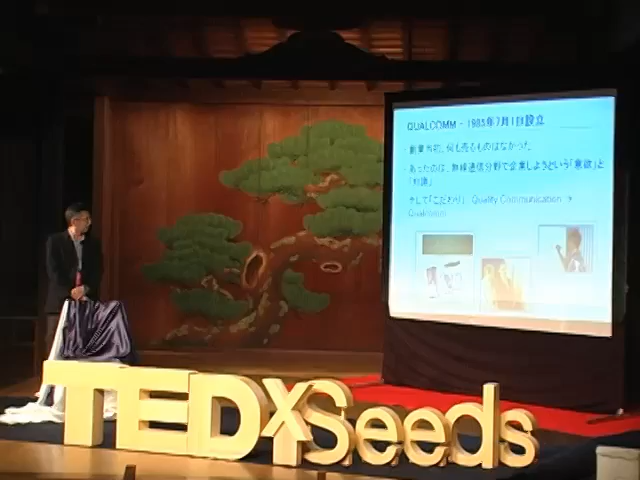 QUALCOMM - 1985年7月1日設立
創業当初、何も売るものはなかった
あったのは、無線通信分野で企業しようという「意欲」と
「知識」
そして「こだわり」 Quality Communication →
Qualcomm
TEDxSeeds